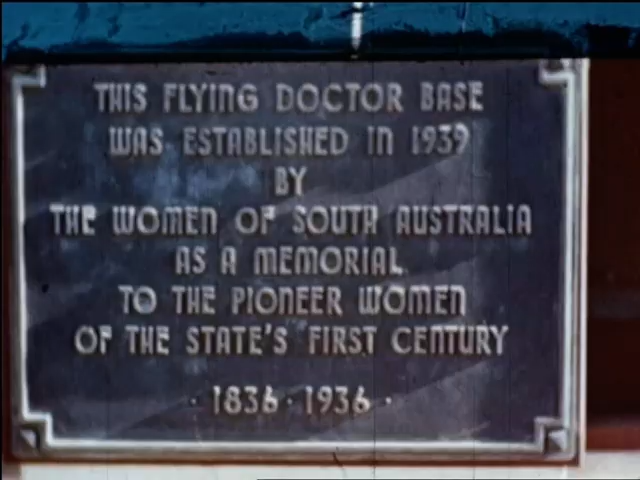 THIS FLYING DOCTOR BASE
WAS ESTABLISHED IN 1939
BY
THE WOMEN OF SOUTH AUSTRALIA
AS A MEMORIAL
TO THE PIONEER WOMEN
OF THE STATE'S FIRST CENTURY
· 1836 · 1936 ·